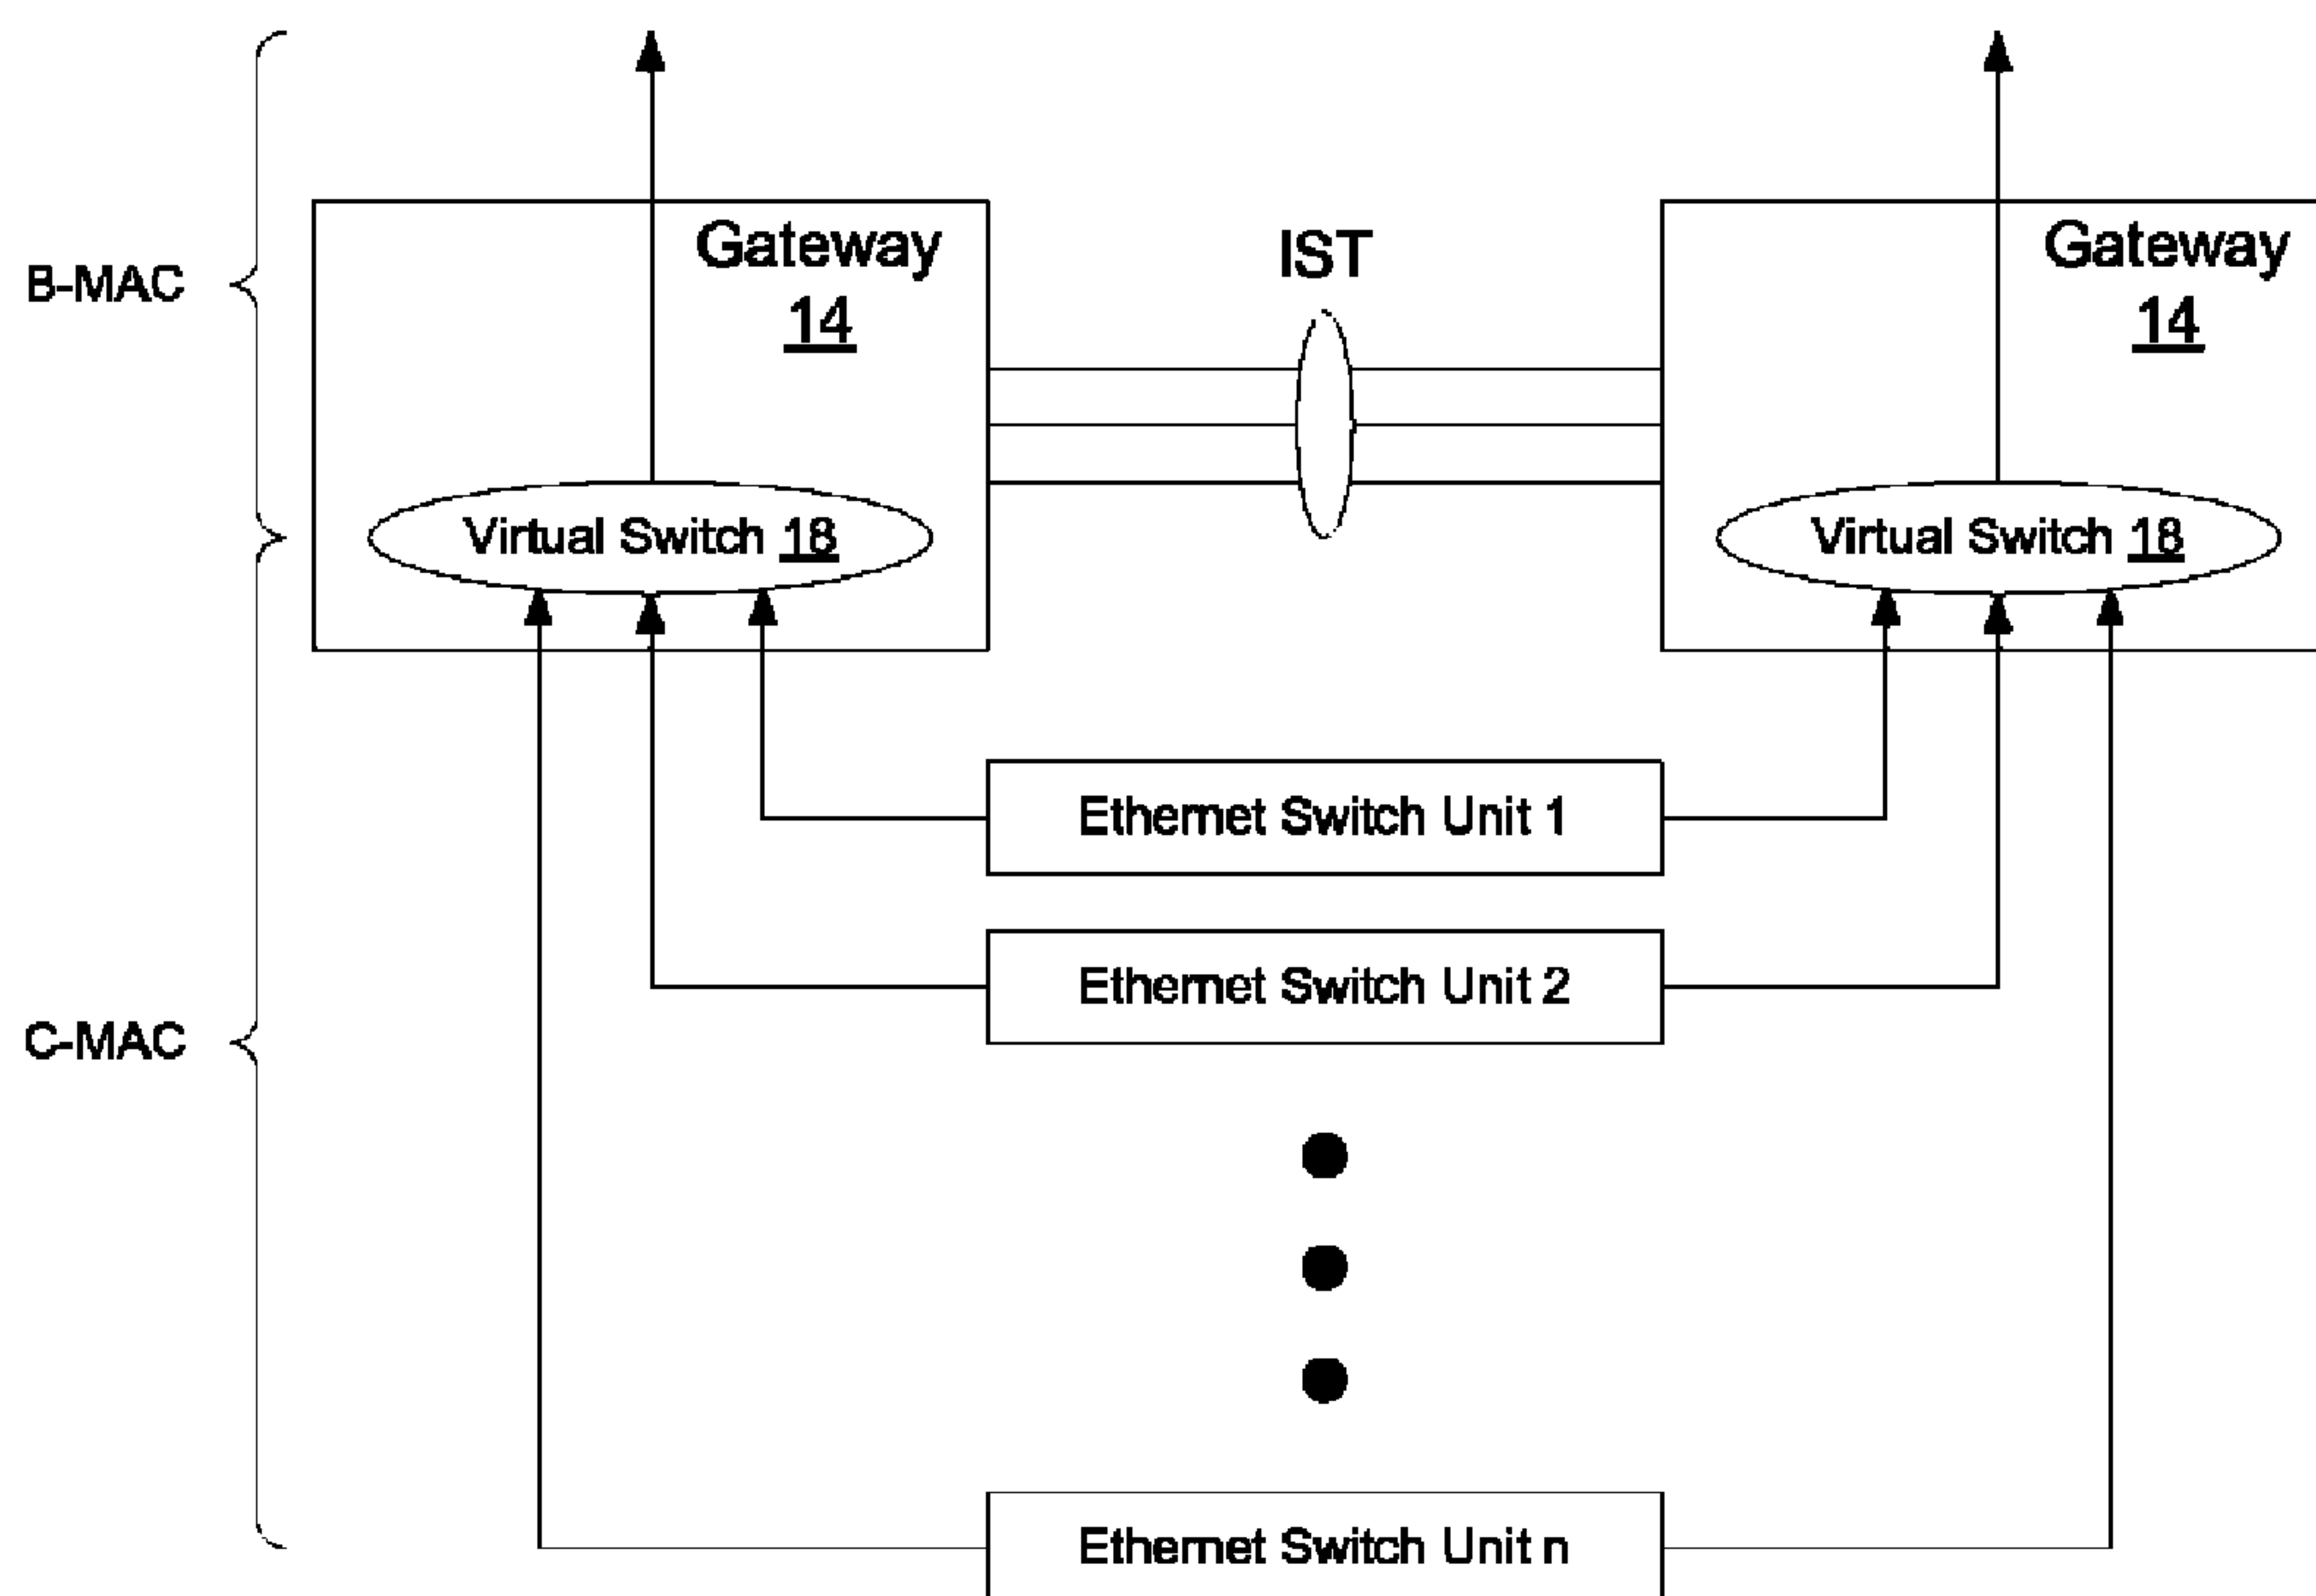 Gateway
14
IST
Gateway
14
B-MAC
Virtual Switch 18
Virtual Switch 18
Ethernet Switch Unit 1
Ethernet Switch Unit 2
C-MAC
Ethernet Switch Unit n